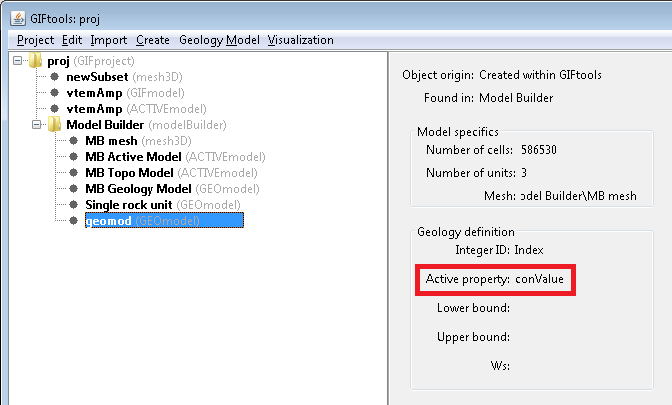 GIFtools: proj
Project Edit Import Create Geology Model Visualization
proj (GIFproject)
newSubset (mesh3D)
vtemAmp (GIFmodel)
vtemAmp (ACTIVEmodel)
Model Builder (modelBuilder)
MB mesh (mesh3D)
MB Active Model (ACTIVEmodel)
MB Topo Model (ACTIVEmodel)
MB Geology Model (GEOmodel)
Single rock unit (GEOmodel)
geomod (GEOmodel)
Object origin: Created within GIFtools
Found in: Model Builder
Model specifics
Number of cells: 586530
Number of units: 3
Mesh: odel Builder\MB mesh
Geology definition
Integer ID: Index
Active property: conValue
Lower bound:
Upper bound:
Ws: